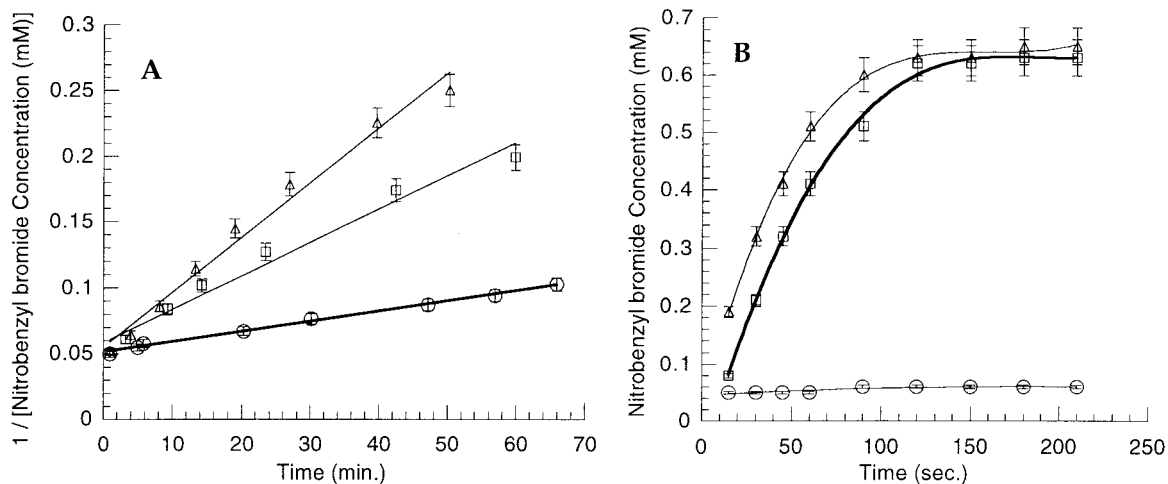 A
1 / [Nitrobenzyl bromide Concentration (mM)]
0.3
0.25
0.2
0.15
0.1
0.05
0
0 10 20 30 40 50 60 70
Time (min.)
B
Nitrobenzyl bromide Concentration (mM)
0.7
0.6
0.5
0.4
0.3
0.2
0.1
0
0 50 100 150 200 250
Time (sec.)